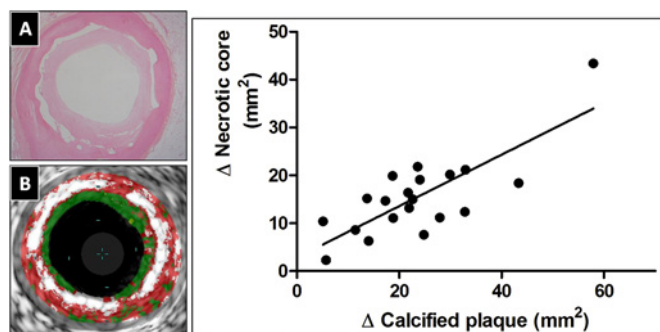 A
B
Δ Necrotic core
(mm²)
50
40
30
20
10
0
0
20
40
60
Δ Calcified plaque (mm²)